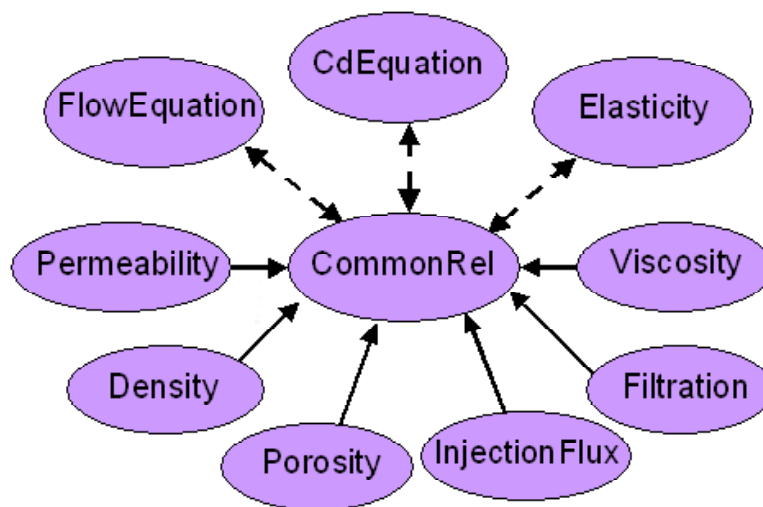 CdEquation
FlowEquation
Elasticity
Permeability
CommonRel
Viscosity
Density
Filtration
Porosity
InjectionFlux